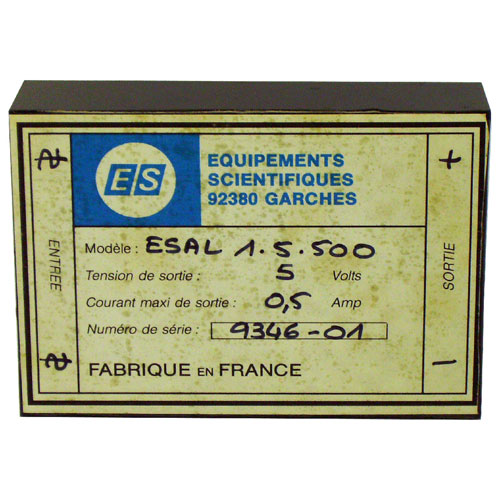 ES
EQUIPEMENTS
SCIENTIFIQUES
92380 GARCHES
Modèle : ESAL 1.5.500
Tension de sortie : 5 Volts
Courant maxi de sortie : 0,5 Amp
Numéro de série : 9346-01
FABRIQUE EN FRANCE
~
ENTREE
~
+
SORTIE
-